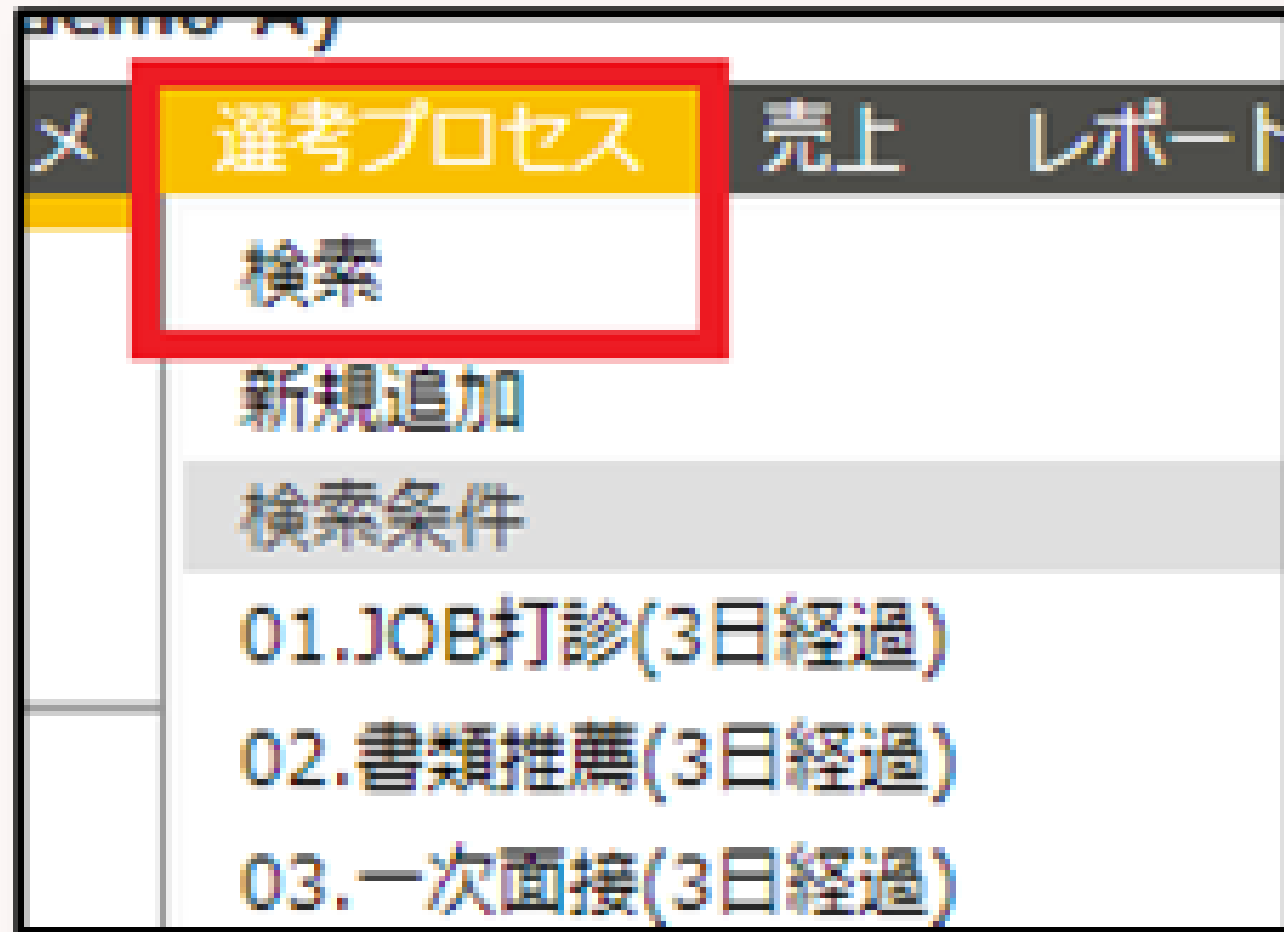 メ 選考プロセス 売上 レポート
検索
新規追加
検索条件
01.JOB打診(3日経過)
02.書類推薦(3日経過)
03.一次面接(3日経過)